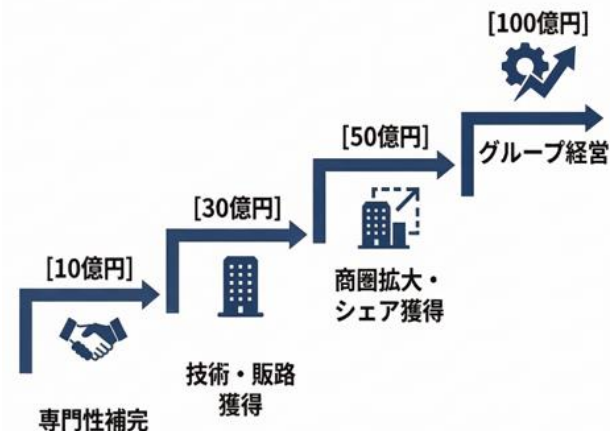 [10億円]
専門性補完
[30億円]
技術・販路
獲得
[50億円]
商圏拡大・
シェア獲得
[100億円]
グループ経営